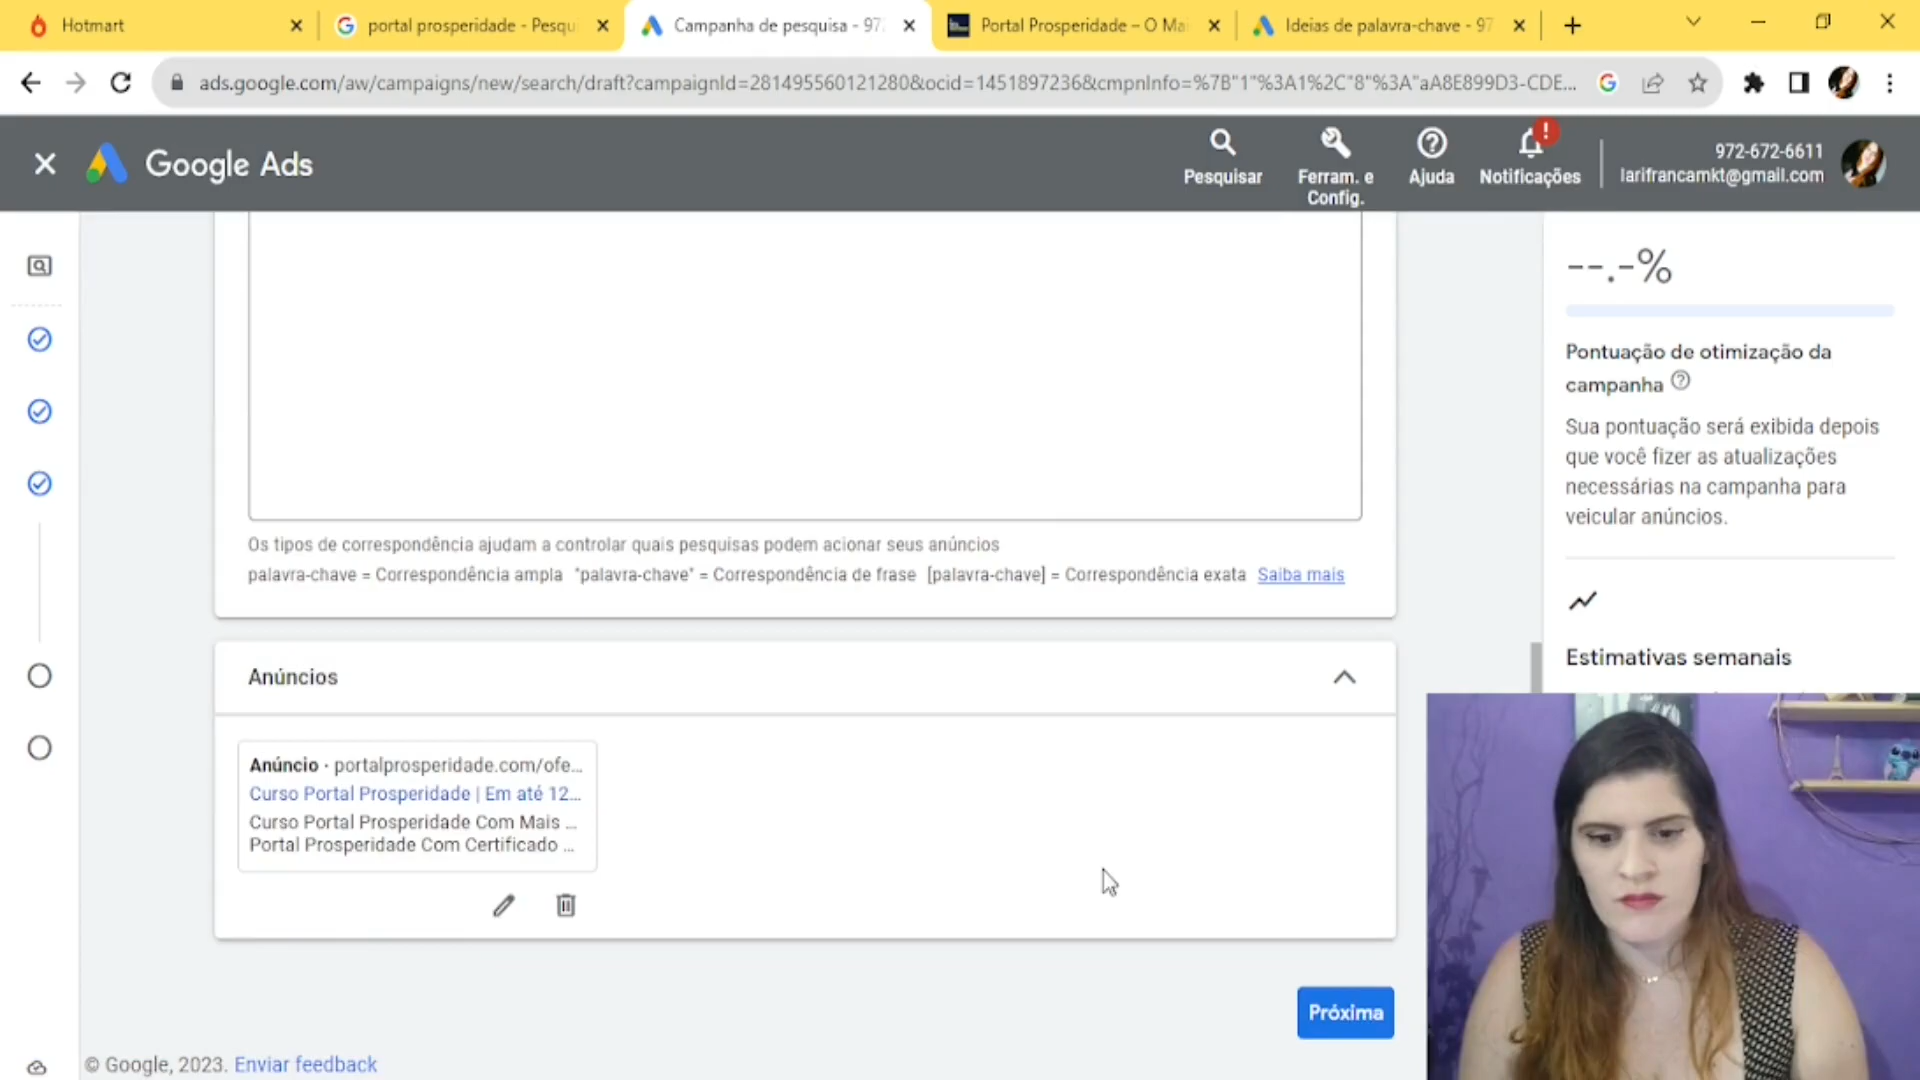 Hotmart
portal prosperidade - Pesqu
Campanha de pesquisa - 97
Portal Prosperidade – O Ma
Ideias de palavra-chave - 97
ads.google.com/aw/campaigns/new/search/draft?campaignId=281495560121280&ocid=1451897236&cmpnInfo=%7B"1"%3A1%2C"8"%3A"aA8E899D3-CDE...
Google Ads
Pesquisar
Ferram. e
Config.
Ajuda
Notificações
972-672-6611
larifrancamkt@gmail.com
--.-%
Pontuação de otimização da
campanha
Sua pontuação será exibida depois
que você fizer as atualizações
necessárias na campanha para
veicular anúncios.
Estimativas semanais
Os tipos de correspondência ajudam a controlar quais pesquisas podem acionar seus anúncios
palavra-chave = Correspondência ampla "palavra-chave" = Correspondência de frase [palavra-chave] = Correspondência exata Saiba mais
Anúncios
Anúncio · portalprosperidade.com/ofe...
Curso Portal Prosperidade | Em até 12...
Curso Portal Prosperidade Com Mais ...
Portal Prosperidade Com Certificado ...
Próxima
© Google, 2023. Enviar feedback